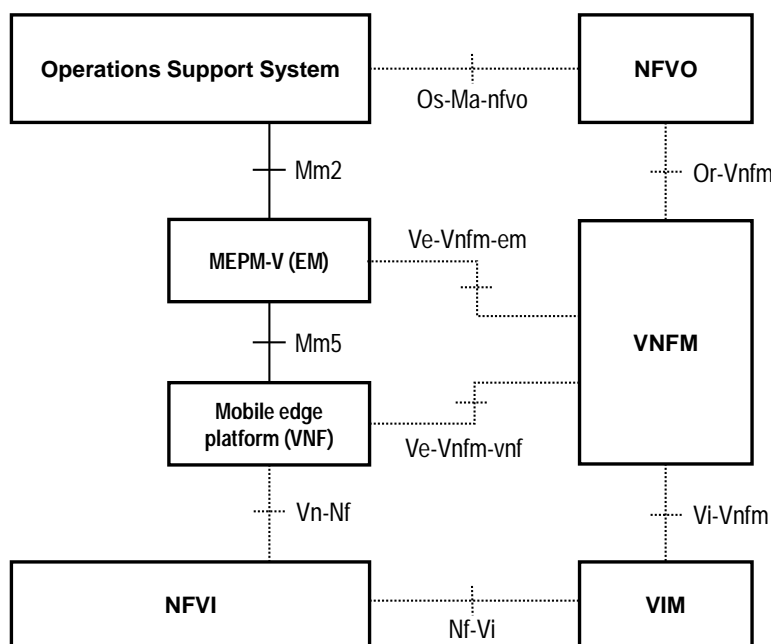 Operations Support System
NFVO
Os-Ma-nfvo
Mm2
Or-Vnfm
MEPM-V (EM)
Ve-Vnfm-em
Mm5
VNFM
Mobile edge
platform (VNF)
Ve-Vnfm-vnf
Vn-Nf
Vi-Vnfm
NFVI
Nf-Vi
VIM